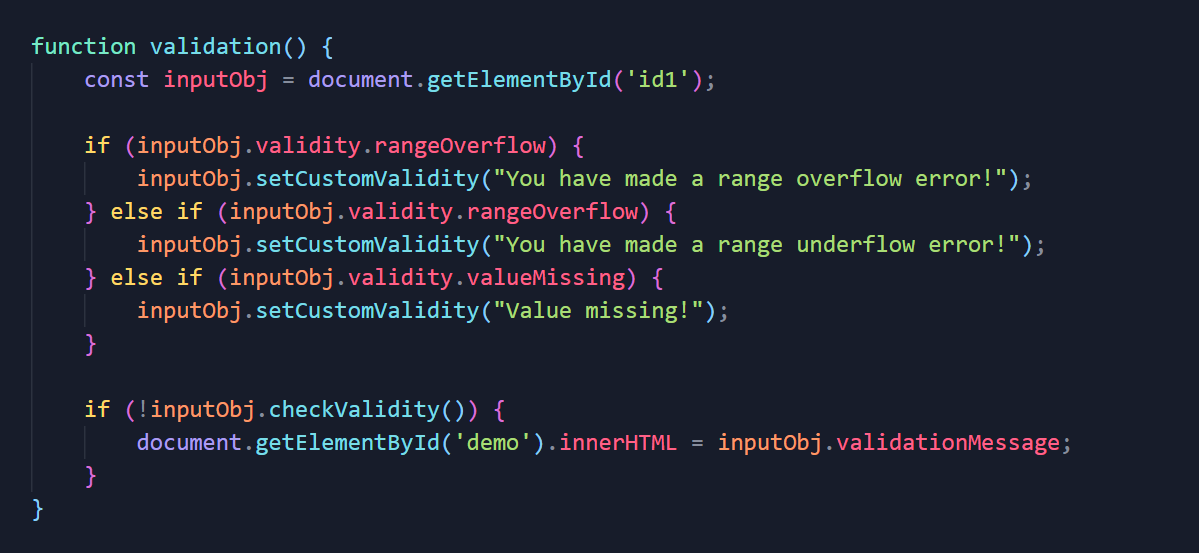 function validation() {
    const inputObj = document.getElementById('id1');

    if (inputObj.validity.rangeOverflow) {
        inputObj.setCustomValidity("You have made a range overflow error!");
    } else if (inputObj.validity.rangeOverflow) {
        inputObj.setCustomValidity("You have made a range underflow error!");
    } else if (inputObj.validity.valueMissing) {
        inputObj.setCustomValidity("Value missing!");
    }

    if (!inputObj.checkValidity()) {
        document.getElementById('demo').innerHTML = inputObj.validationMessage;
    }
}